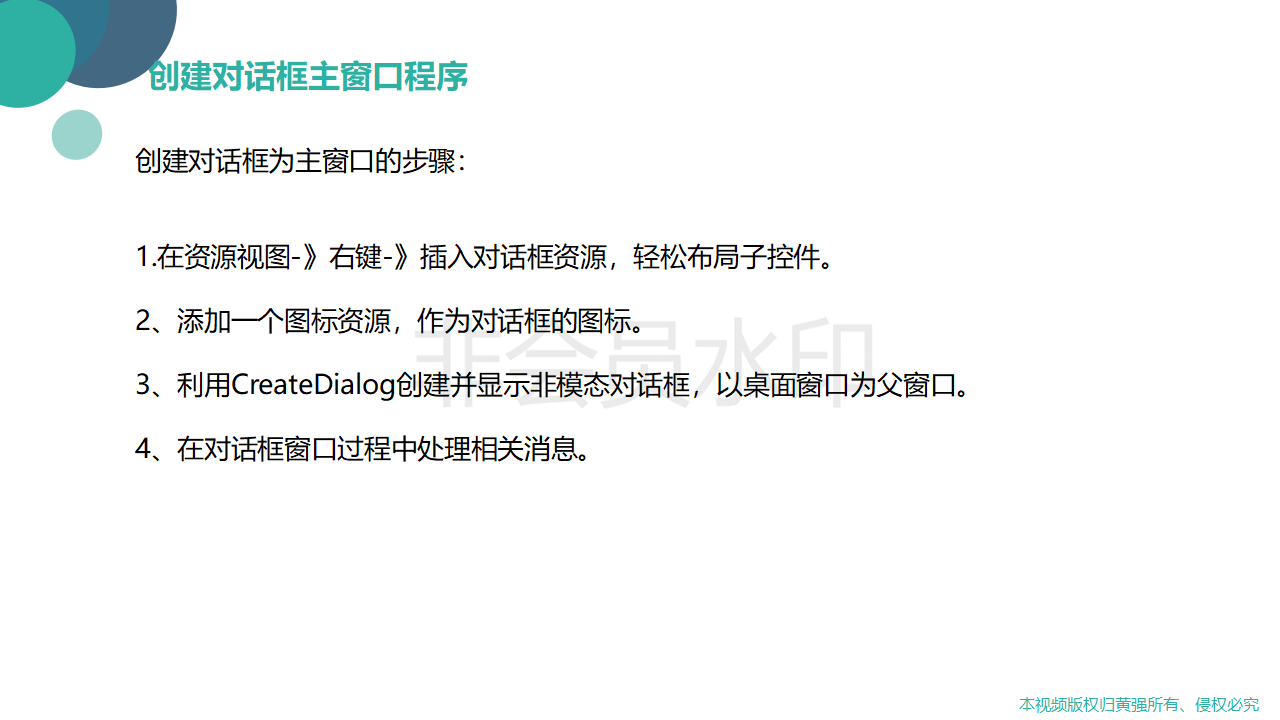 创建对话框主窗口程序
创建对话框为主窗口的步骤：
1.在资源视图-》右键-》插入对话框资源，轻松布局子控件。
2、添加一个图标资源，作为对话框的图标。
非会员水印
3、利用CreateDialog创建并显示非模态对话框，以桌面窗口为父窗口。
4、在对话框窗口过程中处理相关消息。
本视频版权归黄强所有、侵权必究